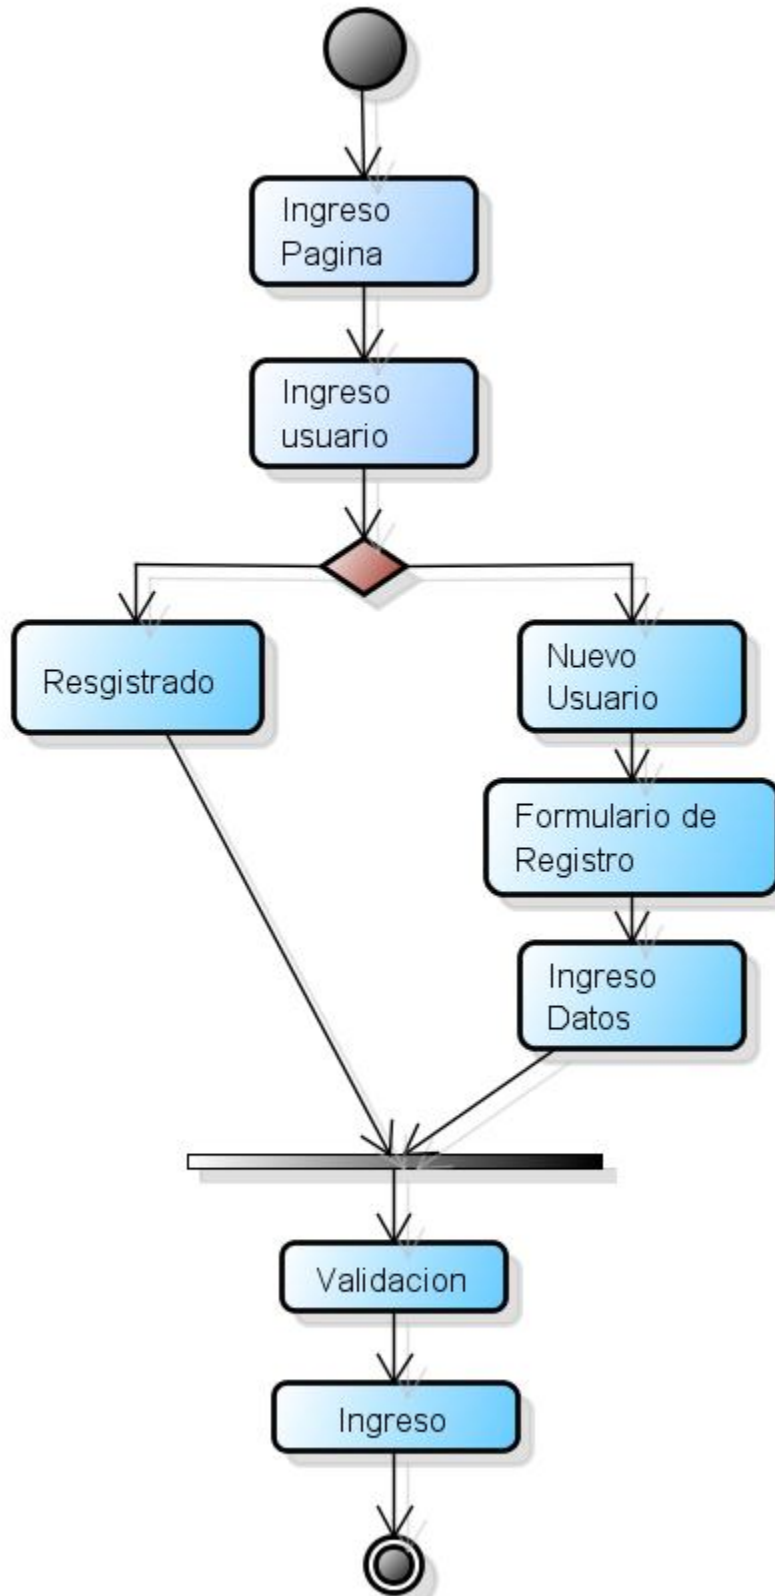 Ingreso
Pagina
Ingreso
usuario
Resgistrado
Nuevo
Usuario
Formulario de
Registro
Ingreso
Datos
Validacion
Ingreso